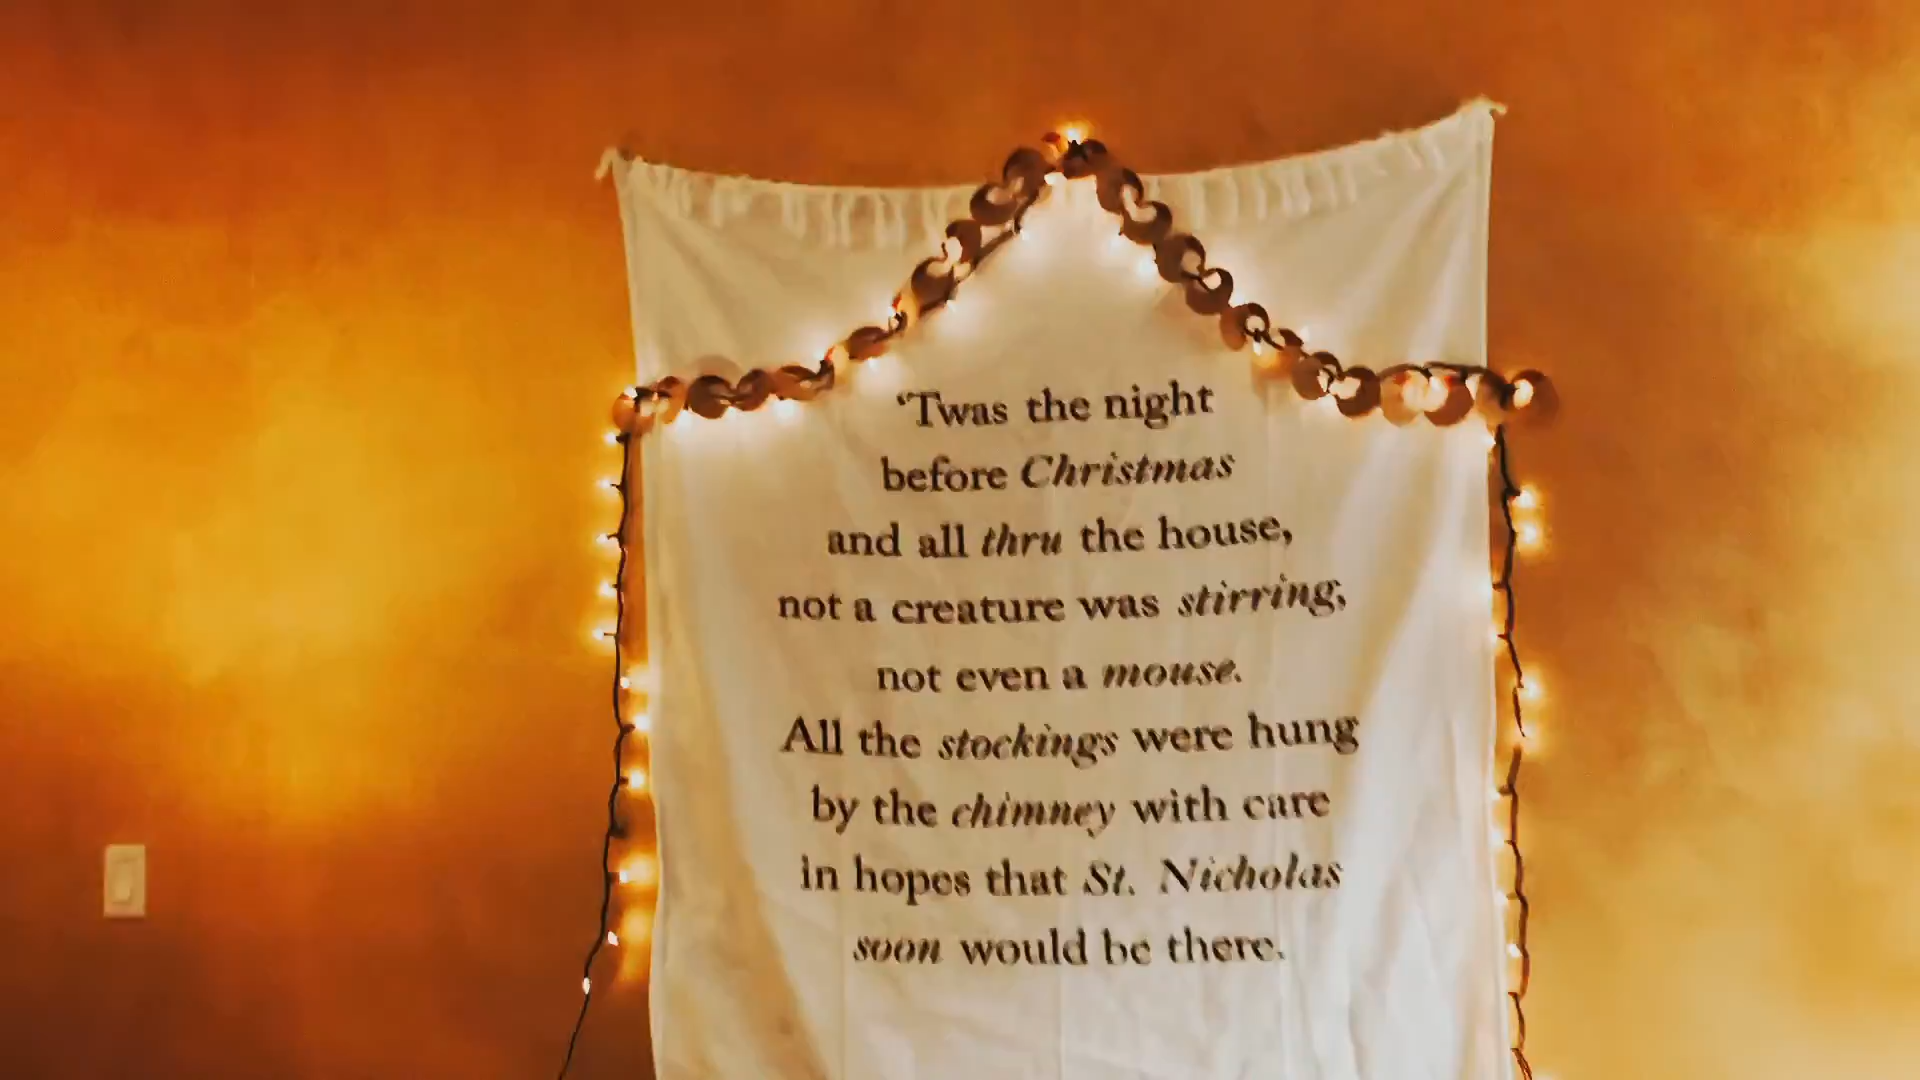 ‘Twas the night
before Christmas
and all thru the house,
not a creature was stirring,
not even a mouse.
All the stockings were hung
by the chimney with care
in hopes that St. Nicholas
soon would be there.